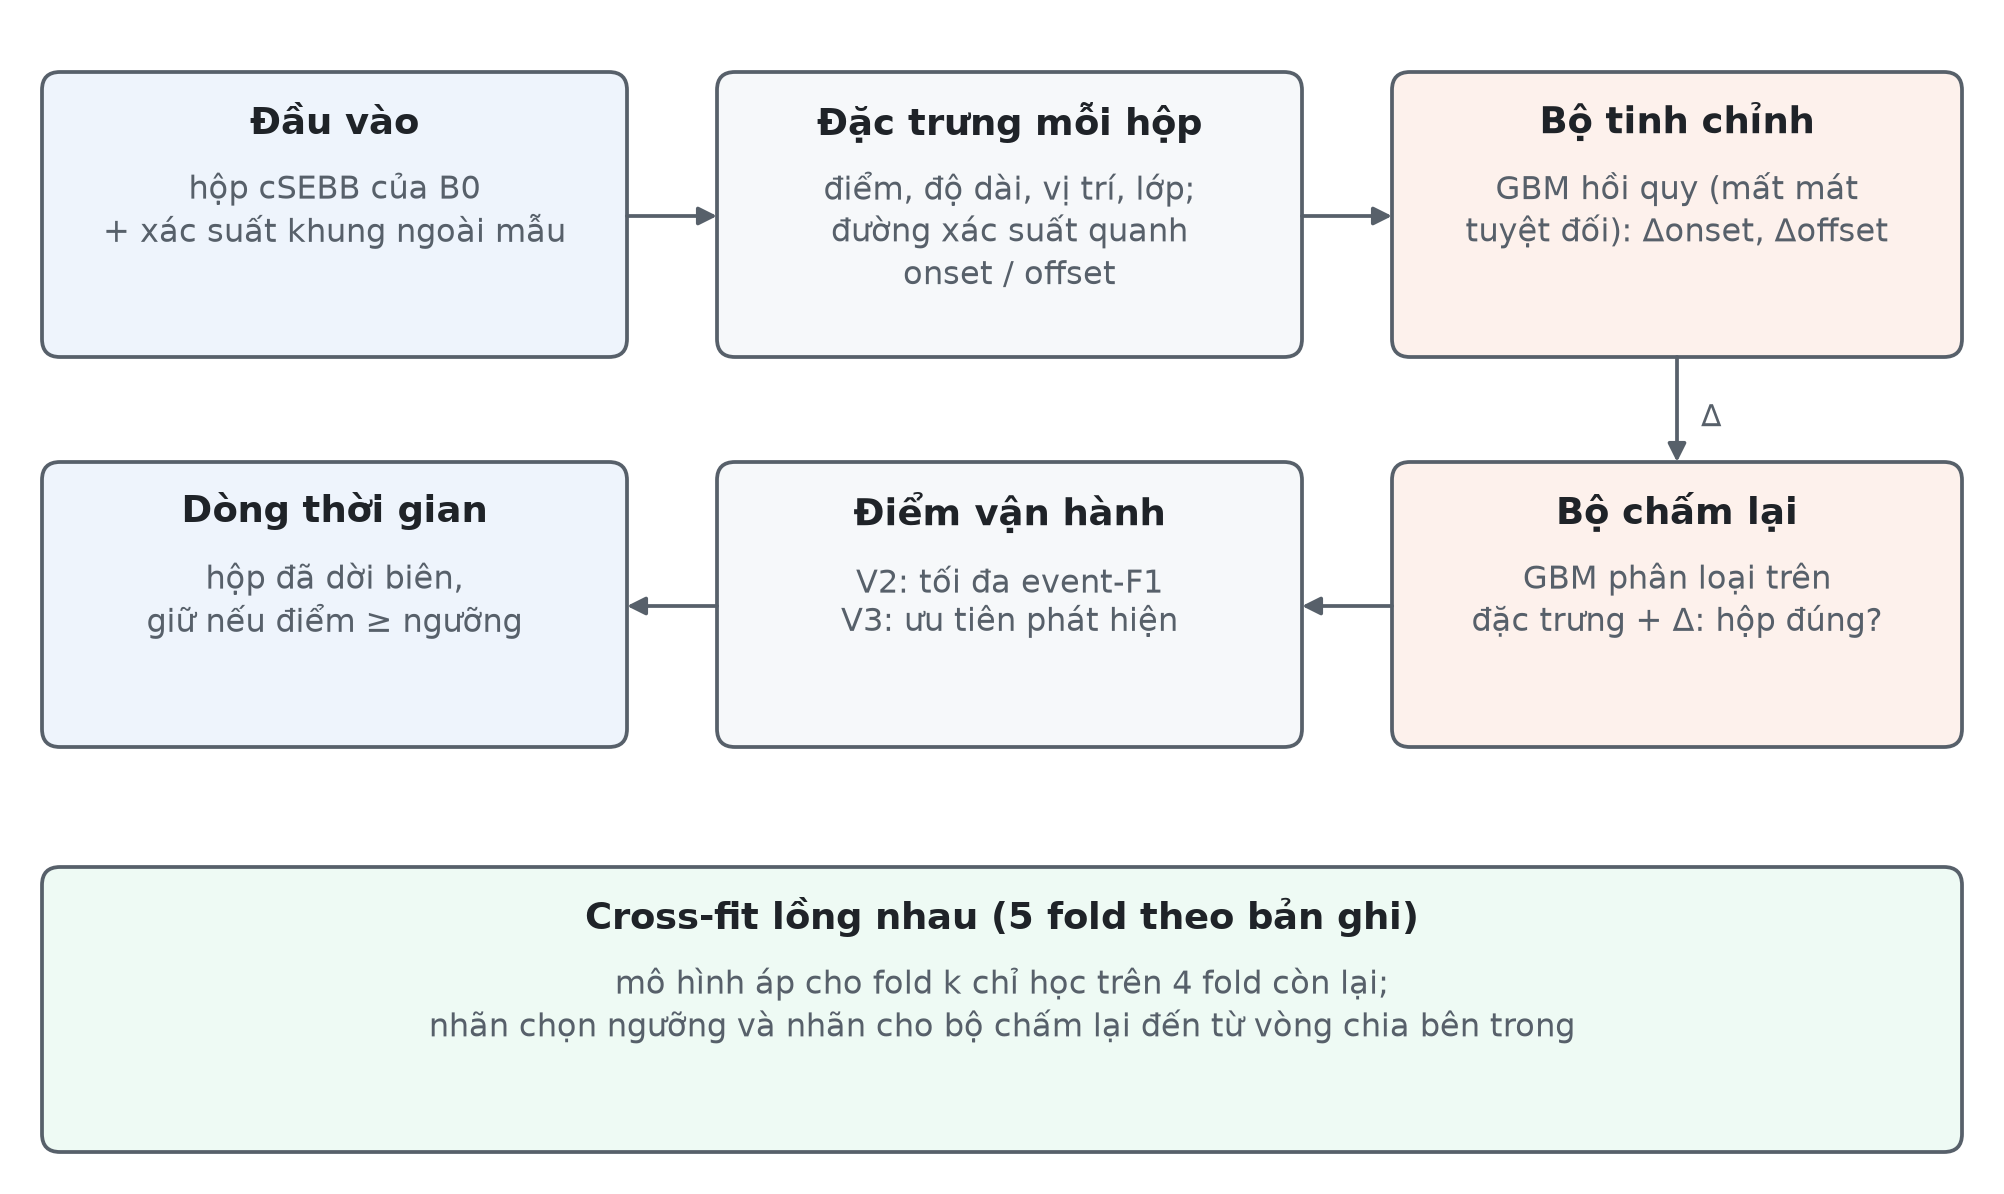 Đầu vào
hộp cSEBB của B0
+ xác suất khung ngoài mẫu
Đặc trưng mỗi hộp
điểm, độ dài, vị trí, lớp;
đường xác suất quanh
onset / offset
Bộ tinh chỉnh
GBM hồi quy (mất mát
tuyệt đối): Δonset, Δoffset
Δ
Dòng thời gian
hộp đã dời biên,
giữ nếu điểm ≥ ngưỡng
Điểm vận hành
V2: tối đa event-F1
V3: ưu tiên phát hiện
Bộ chấm lại
GBM phân loại trên
đặc trưng + Δ: hộp đúng?
Cross-fit lồng nhau (5 fold theo bản ghi)
mô hình áp cho fold k chỉ học trên 4 fold còn lại;
nhãn chọn ngưỡng và nhãn cho bộ chấm lại đến từ vòng chia bên trong